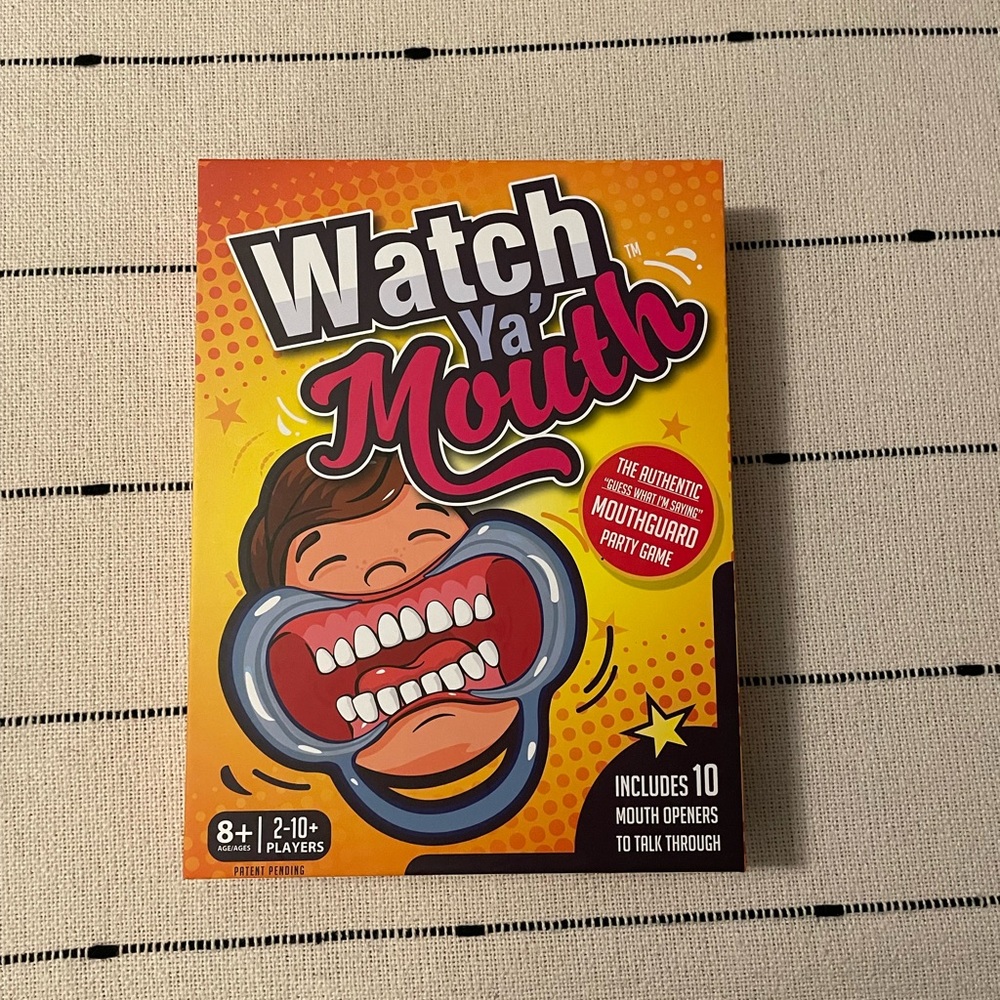 Watch
TM
Ya'
Mouth
THE AUTHENTIC
"GUESS WHAT I'M SAYING"
MOUTHGUARD
PARTY GAME
INCLUDES 10
MOUTH OPENERS
TO TALK THROUGH
8+
AGE/AGES
2-10+
PLAYERS
PATENT PENDING